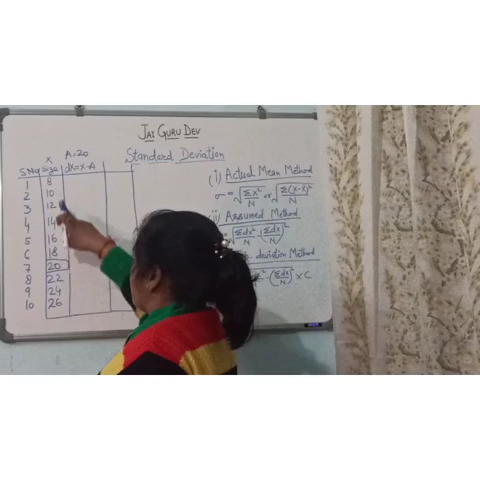 JAI GURU DEV
Standard Deviation
X A=20
S.No Size dx=X-A
1 8
2 10
3 12
4 14
5 16
6 18
7 20
8 22
9 24
10 26
(i) Actual Mean Method
σ = √ΣX²/N or √Σ(X-X̄)²/N
ii) Assumed Method
= √Σdx²/N - (Σdx/N)²
deviation Method
(Σdx/N)² × C